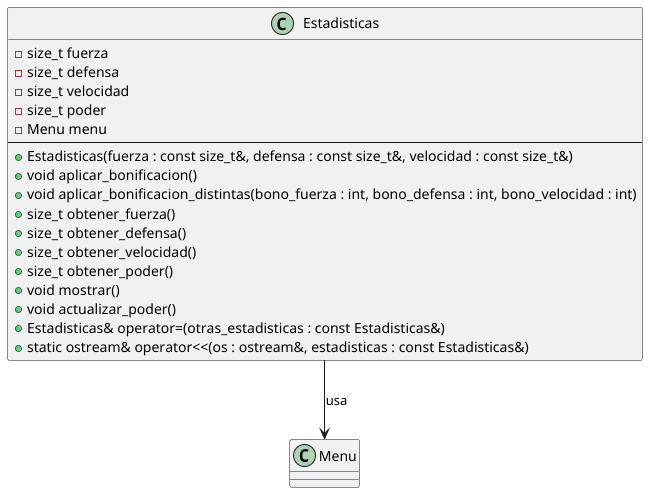 C Estadisticas
size_t fuerza
size_t defensa
size_t velocidad
size_t poder
Menu menu
Estadisticas(fuerza : const size_t&, defensa : const size_t&, velocidad : const size_t&)
void aplicar_bonificacion()
void aplicar_bonificacion_distintas(bono_fuerza : int, bono_defensa : int, bono_velocidad : int)
size_t obtener_fuerza()
size_t obtener_defensa()
size_t obtener_velocidad()
size_t obtener_poder()
void mostrar()
void actualizar_poder()
Estadisticas& operator=(otras_estadisticas : const Estadisticas&)
static ostream& operator<<(os : ostream&, estadisticas : const Estadisticas&)
usa
C Menu